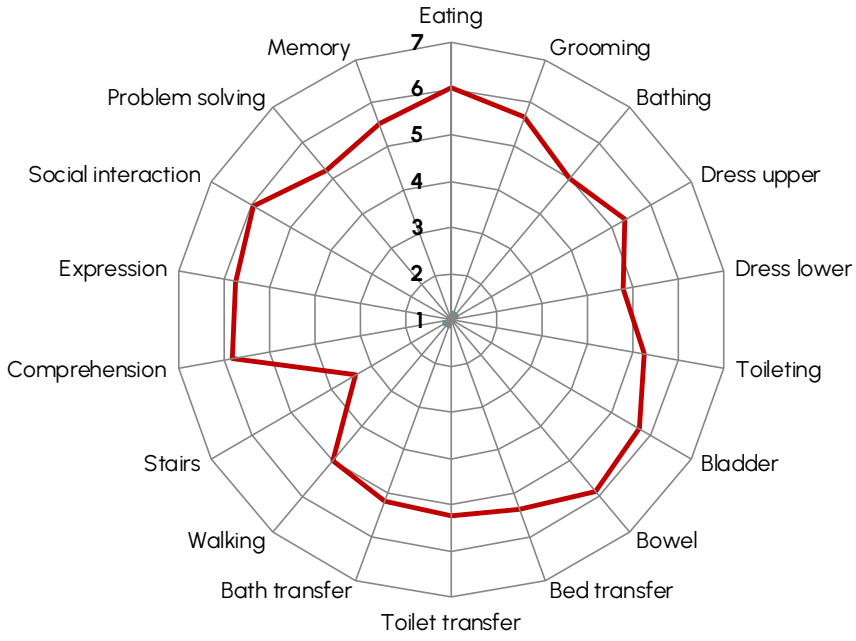 Eating
7
Memory
Grooming
6
Problem solving
Bathing
5
Social interaction
Dress upper
4
3
Expression
Dress lower
2
1
Comprehension
Toileting
Stairs
Bladder
Walking
Bowel
Bath transfer
Bed transfer
Toilet transfer